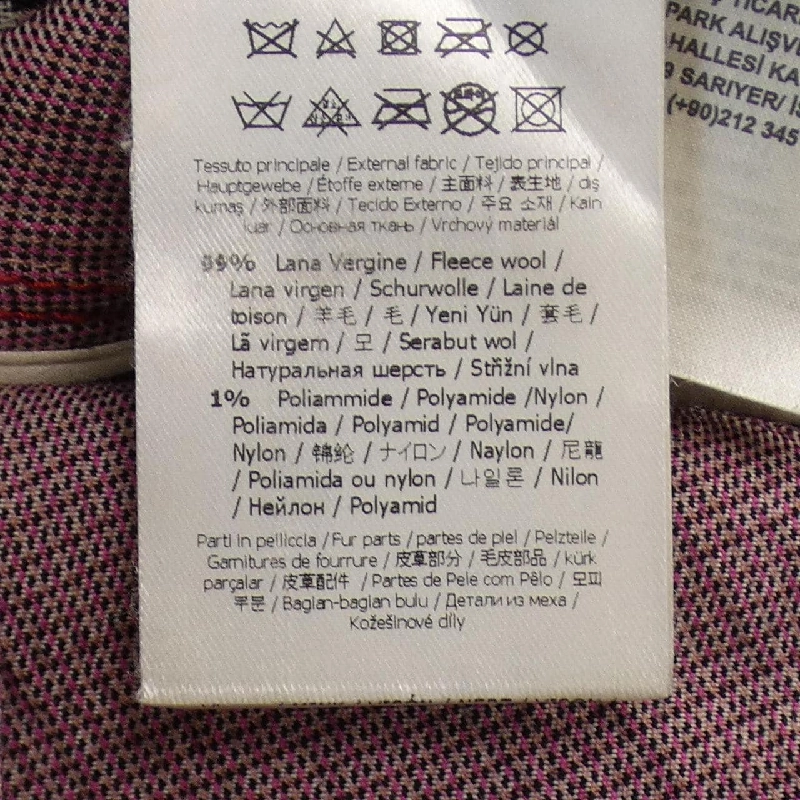 Tessuto principale / External fabric / Tejido principal /
Hauptgewebe / Étoffe externe / 主面料 / 表生地 / diş
kumaş / 外部面料 / Tecido Externo / 주요 소재 / Kain
luar / Основная ткань / Vrchový materiál
99% Lana Vergine / Fleece wool /
Lana virgen / Schurwolle / Laine de
toison / 羊毛 / 毛 / Yeni Yün / 套毛 /
Lã virgem / 모 / Serabut wol /
Натуральная шерсть / Střžní vlna
1% Poliammide / Polyamide /Nylon /
Poliamida / Polyamid / Polyamide/
Nylon / 锦纶 / ナイロン / Naylon / 尼龍
/ Poliamida ou nylon / 나일론 / Nilon
/ Нейлон / Polyamid
Parti in pelliccia / Fur parts / partes de piel / Pelzteile /
Garnitures de fourrure / 皮草部分 / 毛皮部品 / kürk
parçalar / 皮草配件 / Partes de Pele com Pêlo / 모피
부분 / Bagian-bagian bulu / Детали из меха /
Kožešinové díly
TİCAR
PARK ALIŞV
HALLESİ KA
9 SARIYER/ İS
(+90)212 345